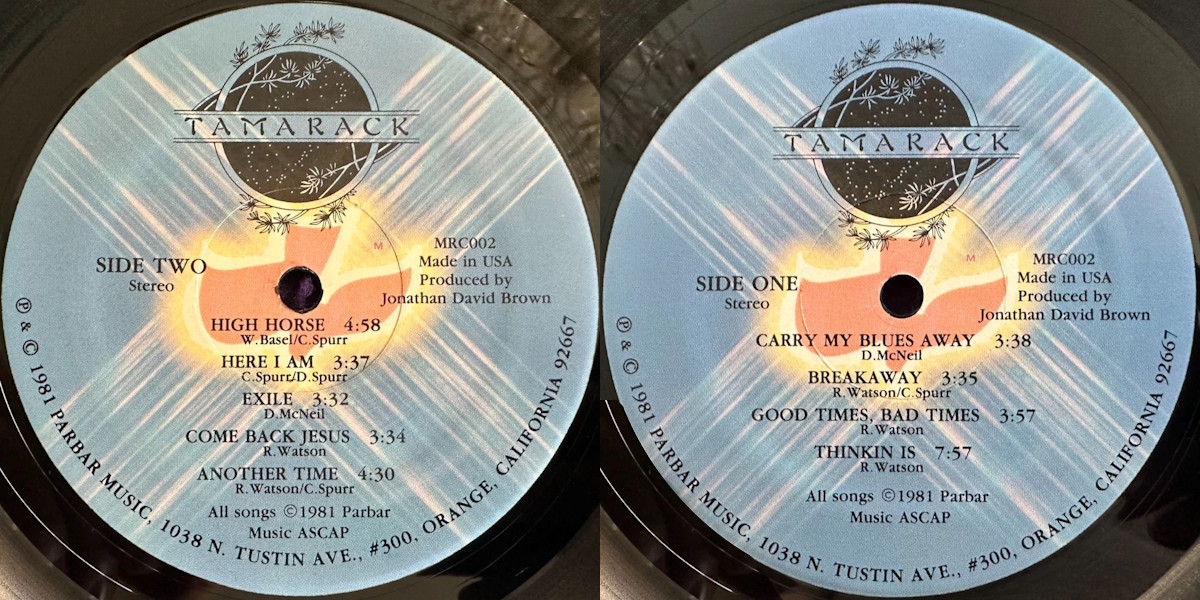 TAMARACK
M
SIDE TWO
Stereo
MRC002
Made in USA
Produced by
Jonathan David Brown
HIGH HORSE 4:58
W.Basel/C.Spurr
HERE I AM 3:37
C.Spurr/D.Spurr
EXILE 3:32
D.McNeil
COME BACK JESUS 3:34
R.Watson
ANOTHER TIME 4:30
R.Watson/C.Spurr
All songs ©1981 Parbar
Music ASCAP
℗ & © 1981 PARBAR MUSIC, 1038 N. TUSTIN AVE., #300, ORANGE, CALIFORNIA 92667
TAMARACK
M
SIDE ONE
Stereo
MRC002
Made in USA
Produced by
Jonathan David Brown
CARRY MY BLUES AWAY 3:38
D.McNeil
BREAKAWAY 3:35
R.Watson/C.Spurr
GOOD TIMES, BAD TIMES 3:57
R.Watson
THINKIN IS 7:57
R.Watson
All songs ©1981 Parbar
Music ASCAP
℗ & © 1981 PARBAR MUSIC, 1038 N. TUSTIN AVE., #300, ORANGE, CALIFORNIA 92667